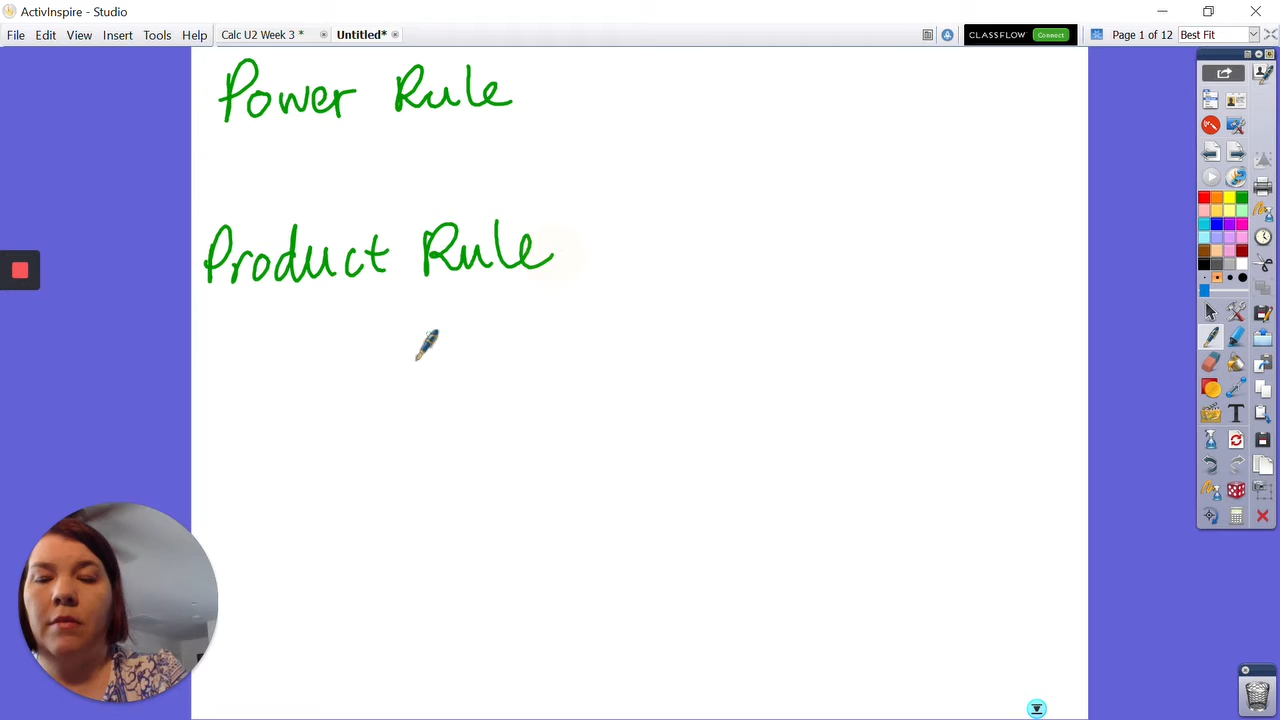 ActivInspire - Studio
File Edit View Insert Tools Help Calc U2 Week 3 * Untitled* CLASSFLOW Connect Page 1 of 12 Best Fit
Power Rule
Product Rule